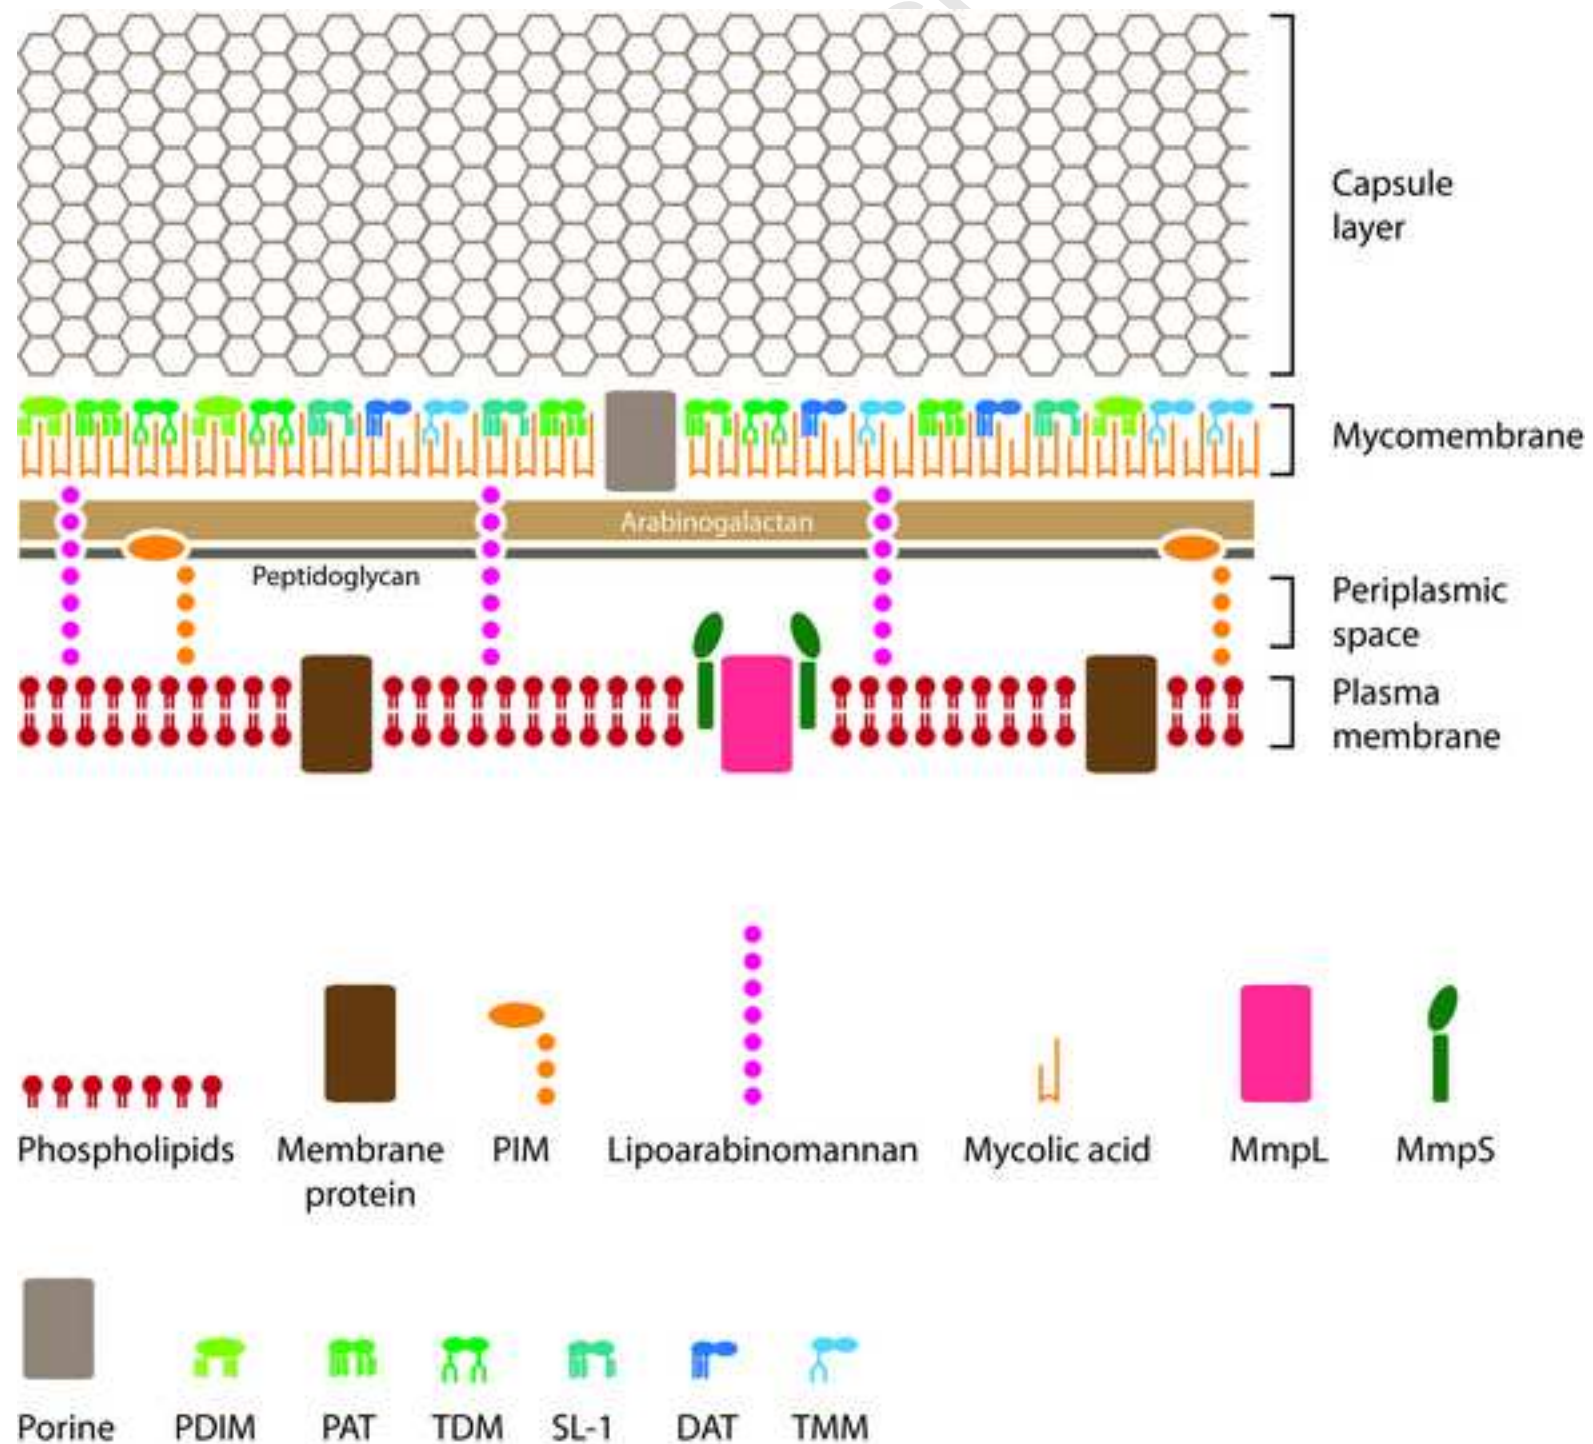 Capsule
layer
Mycomembrane
Arabinogalactan
Peptidoglycan
Periplasmic
space
Plasma
membrane
Phospholipids
Membrane
protein
PIM
Lipoarabinomannan
Mycolic acid
MmpL
MmpS
Porine
PDIM
PAT
TDM
SL-1
DAT
TMM